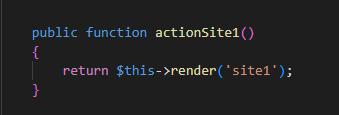 public function actionSite1()
{
    return $this->render('site1');
}